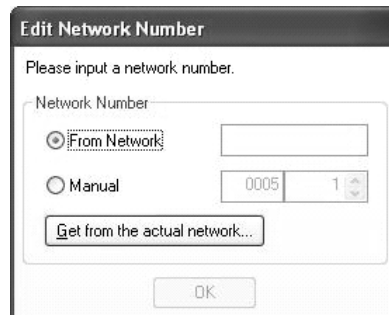 Edit Network Number
Please input a network number.
Network Number
From Network
Manual 0005 1
Get from the actual network...
OK